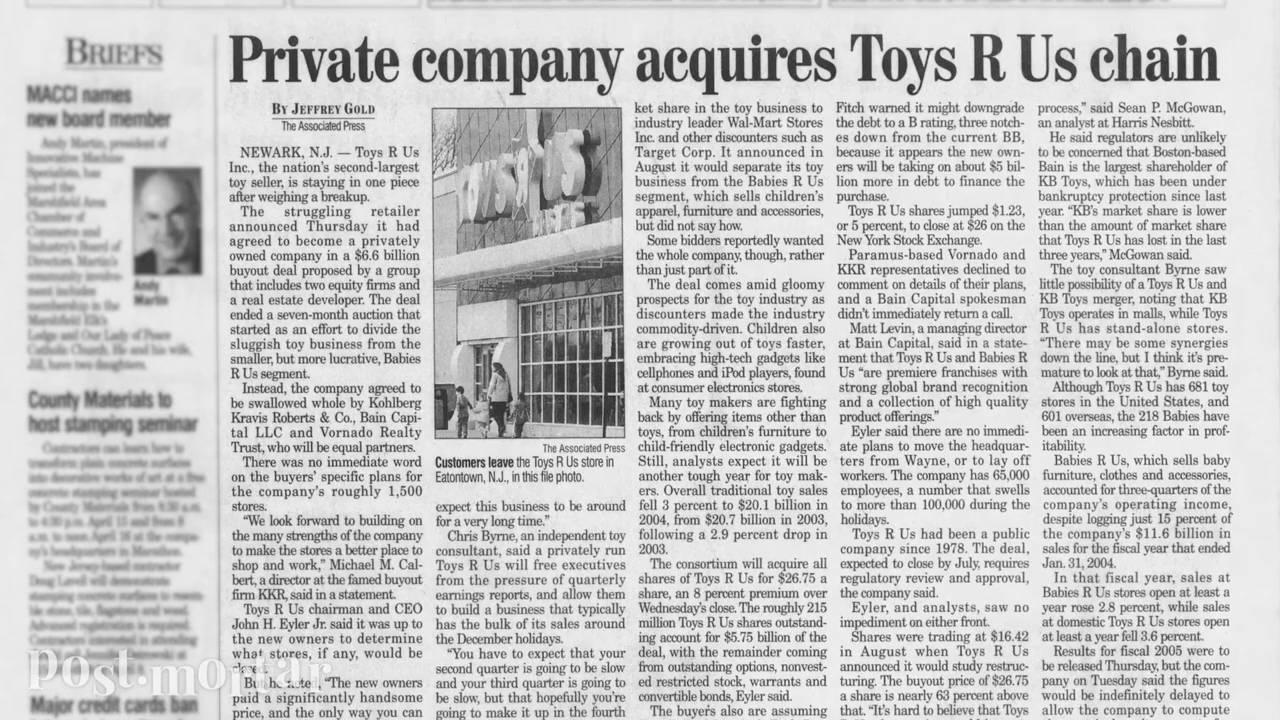 BRIEFS
MACCI names
new board member
Andy Martin, president of
Innovative Machine
Specialists, has
joined the
Marshfield Area
Chamber of
Commerce and
Industry's Board of
Directors. Martin's
community involve-
ment includes
membership in the
Marshfield Elk's
Lodge and Our Lady of Peace
Catholic Church. He and his wife,
Jill, have two daughters.
Andy
Martin
County Materials to
host stamping seminar
Contractors can learn how to
transform plain concrete surfaces
into decorative works of art at a free
concrete stamping seminar hosted
by County Materials from 8:30 a.m.
to 4:30 p.m. April 15 and from 8
a.m. to noon April 16 at the compa-
ny's headquarters in Marathon.
New Jersey-based contractor
Doug Lavell will demonstrate
stamping concrete surfaces to resem-
ble stone, tile, flagstone and wood.
Advanced registration is required.
Contractors interested in attending
Post·mortar
Major credit cards ban
Private company acquires Toys R Us chain
BY JEFFREY GOLD
The Associated Press
NEWARK, N.J. — Toys R Us
Inc., the nation's second-largest
toy seller, is staying in one piece
after weighing a breakup.
The struggling retailer
announced Thursday it had
agreed to become a privately
owned company in a $6.6 billion
buyout deal proposed by a group
that includes two equity firms and
a real estate developer. The deal
ended a seven-month auction that
started as an effort to divide the
sluggish toy business from the
smaller, but more lucrative, Babies
R Us segment.
Instead, the company agreed to
be swallowed whole by Kohlberg
Kravis Roberts & Co., Bain Capi-
tal LLC and Vornado Realty
Trust, who will be equal partners.
There was no immediate word
on the buyers' specific plans for
the company's roughly 1,500
stores.
"We look forward to building on
the many strengths of the company
to make the stores a better place to
shop and work," Michael M. Cal-
bert, a director at the famed buyout
firm KKR, said in a statement.
Toys R Us chairman and CEO
John H. Eyler Jr. said it was up to
the new owners to determine
what stores, if any, would be
closed.
But he noted, "The new owners
paid a significantly handsome
price, and the only way you can
The Associated Press
Customers leave the Toys R Us store in
Eatontown, N.J., in this file photo.
expect this business to be around
for a very long time."
Chris Byrne, an independent toy
consultant, said a privately run
Toys R Us will free executives
from the pressure of quarterly
earnings reports, and allow them
to build a business that typically
has the bulk of its sales around
the December holidays.
"You have to expect that your
second quarter is going to be slow
and your third quarter is going to
be slow, but that hopefully you're
going to make it up in the fourth
ket share in the toy business to
industry leader Wal-Mart Stores
Inc. and other discounters such as
Target Corp. It announced in
August it would separate its toy
business from the Babies R Us
segment, which sells children's
apparel, furniture and accessories,
but did not say how.
Some bidders reportedly wanted
the whole company, though, rather
than just part of it.
The deal comes amid gloomy
prospects for the toy industry as
discounters made the industry
commodity-driven. Children also
are growing out of toys faster,
embracing high-tech gadgets like
cellphones and iPod players, found
at consumer electronics stores.
Many toy makers are fighting
back by offering items other than
toys, from children's furniture to
child-friendly electronic gadgets.
Still, analysts expect it will be
another tough year for toy mak-
ers. Overall traditional toy sales
fell 3 percent to $20.1 billion in
2004, from $20.7 billion in 2003,
following a 2.9 percent drop in
2003.
The consortium will acquire all
shares of Toys R Us for $26.75 a
share, an 8 percent premium over
Wednesday's close. The roughly 215
million Toys R Us shares outstand-
ing account for $5.75 billion of the
deal, with the remainder coming
from outstanding options, nonvest-
ed restricted stock, warrants and
convertible bonds, Eyler said.
The buyers also are assuming
Fitch warned it might downgrade
the debt to a B rating, three notch-
es down from the current BB,
because it appears the new own-
ers will be taking on about $5 bil-
lion more in debt to finance the
purchase.
Toys R Us shares jumped $1.23,
or 5 percent, to close at $26 on the
New York Stock Exchange.
Paramus-based Vornado and
KKR representatives declined to
comment on details of their plans,
and a Bain Capital spokesman
didn't immediately return a call.
Matt Levin, a managing director
at Bain Capital, said in a state-
ment that Toys R Us and Babies R
Us "are premiere franchises with
strong global brand recognition
and a collection of high quality
product offerings."
Eyler said there are no immedi-
ate plans to move the headquar-
ters from Wayne, or to lay off
workers. The company has 65,000
employees, a number that swells
to more than 100,000 during the
holidays.
Toys R Us had been a public
company since 1978. The deal,
expected to close by July, requires
regulatory review and approval,
the company said.
Eyler, and analysts, saw no
impediment on either front.
Shares were trading at $16.42
in August when Toys R Us
announced it would study restruc-
turing. The buyout price of $26.75
a share is nearly 63 percent above
that. "It's hard to believe that Toys
process," said Sean P. McGowan,
an analyst at Harris Nesbitt.
He said regulators are unlikely
to be concerned that Boston-based
Bain is the largest shareholder of
KB Toys, which has been under
bankruptcy protection since last
year. "KB's market share is lower
than the amount of market share
that Toys R Us has lost in the last
three years," McGowan said.
The toy consultant Byrne saw
little possibility of a Toys R Us and
KB Toys merger, noting that KB
Toys operates in malls, while Toys
R Us has stand-alone stores.
"There may be some synergies
down the line, but I think it's pre-
mature to look at that," Byrne said.
Although Toys R Us has 681 toy
stores in the United States, and
601 overseas, the 218 Babies have
been an increasing factor in prof-
itability.
Babies R Us, which sells baby
furniture, clothes and accessories,
accounted for three-quarters of the
company's operating income,
despite logging just 15 percent of
the company's $11.6 billion in
sales for the fiscal year that ended
Jan. 31, 2004.
In that fiscal year, sales at
Babies R Us stores open at least a
year rose 2.8 percent, while sales
at domestic Toys R Us stores open
at least a year fell 3.6 percent.
Results for fiscal 2005 were to
be released Thursday, but the com-
pany on Tuesday said the figures
would be indefinitely delayed to
allow the company to compute